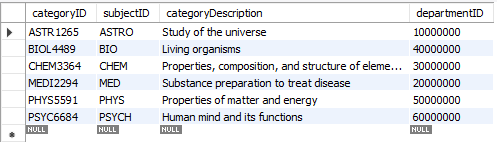 categoryID subjectID categoryDescription departmentID
ASTR1265 ASTRO Study of the universe 10000000
BIOL4489 BIO Living organisms 40000000
CHEM3364 CHEM Properties, composition, and structure of eleme... 30000000
MEDI2294 MED Substance preparation to treat disease 20000000
PHYS5591 PHYS Properties of matter and energy 50000000
PSYC6684 PSYCH Human mind and its functions 60000000
NULL NULL NULL NULL